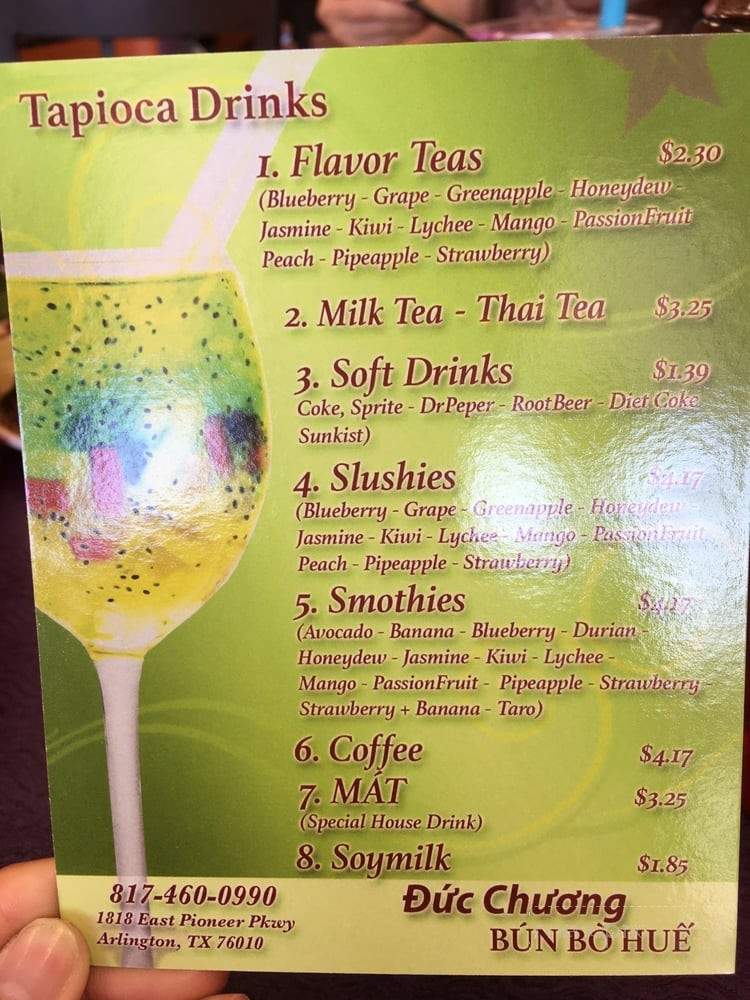 Tapioca Drinks
1. Flavor Teas $2.30
(Blueberry - Grape - Greenapple - Honeydew -
Jasmine - Kiwi - Lychee - Mango - PassionFruit
Peach - Pipeapple - Strawberry)
2. Milk Tea - Thai Tea $3.25
3. Soft Drinks $1.39
Coke, Sprite - DrPeper - RootBeer - Diet Coke
Sunkist)
4. Slushies $4.17
(Blueberry - Grape - Greenapple - Honeydew -
Jasmine - Kiwi - Lychee - Mango - PassionFruit
Peach - Pipeapple - Strawberry)
5. Smothies $4.17
(Avocado - Banana - Blueberry - Durian -
Honeydew - Jasmine - Kiwi - Lychee -
Mango - PassionFruit - Pipeapple - Strawberry -
Strawberry + Banana - Taro)
6. Coffee $4.17
7. MÁT $3.25
(Special House Drink)
8. Soymilk $1.85
817-460-0990
1818 East Pioneer Pkwy
Arlington, TX 76010
Đức Chương
BÚN BÒ HUẾ